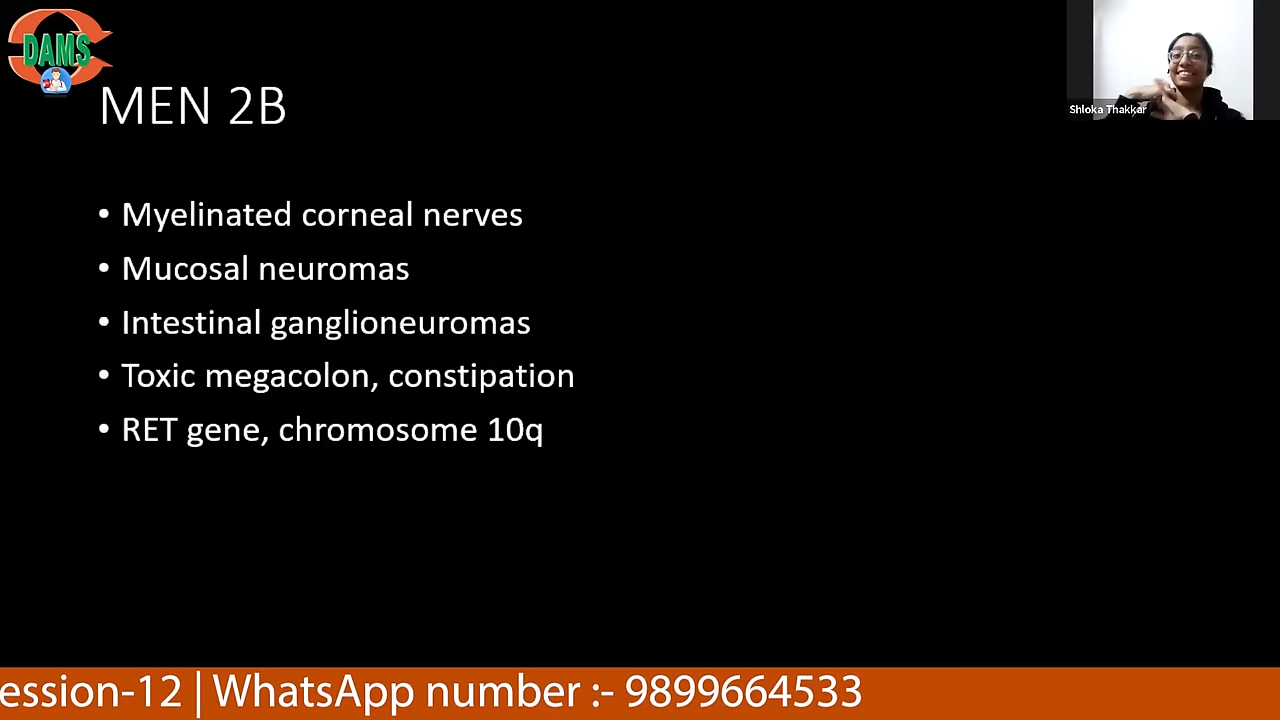 DAMS
MEN 2B
Shloka Thakkar
• Myelinated corneal nerves
• Mucosal neuromas
• Intestinal ganglioneuromas
• Toxic megacolon, constipation
• RET gene, chromosome 10q
ession-12 | WhatsApp number :- 9899664533